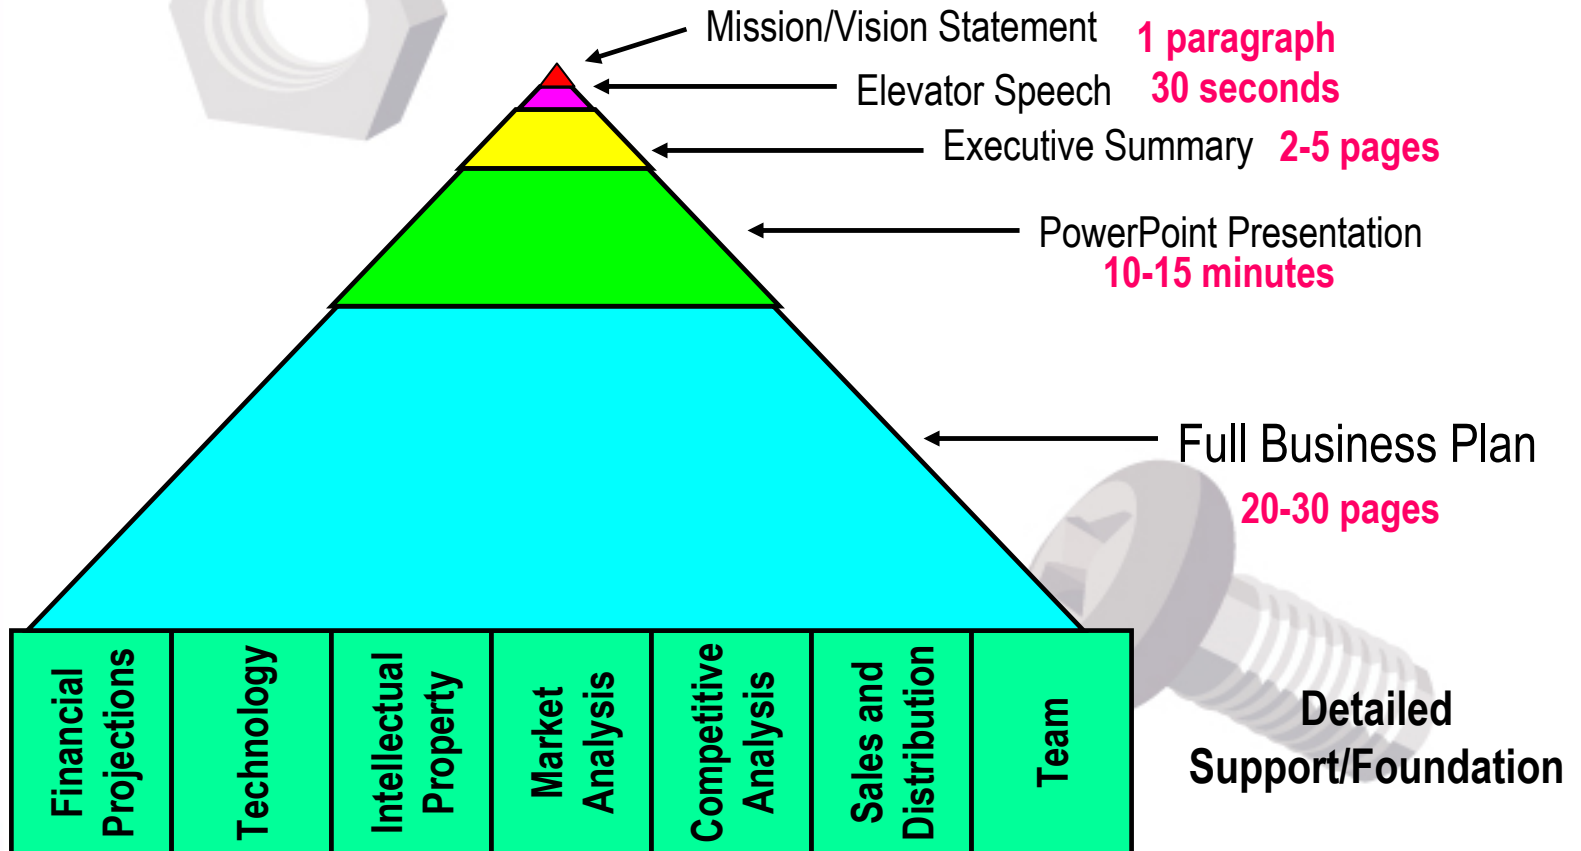 Mission/Vision Statement 1 paragraph
Elevator Speech 30 seconds
Executive Summary 2-5 pages
PowerPoint Presentation
10-15 minutes
Full Business Plan
20-30 pages
Financial
Projections
Technology
Intellectual
Property
Market
Analysis
Competitive
Analysis
Sales and
Distribution
Team
Detailed
Support/Foundation